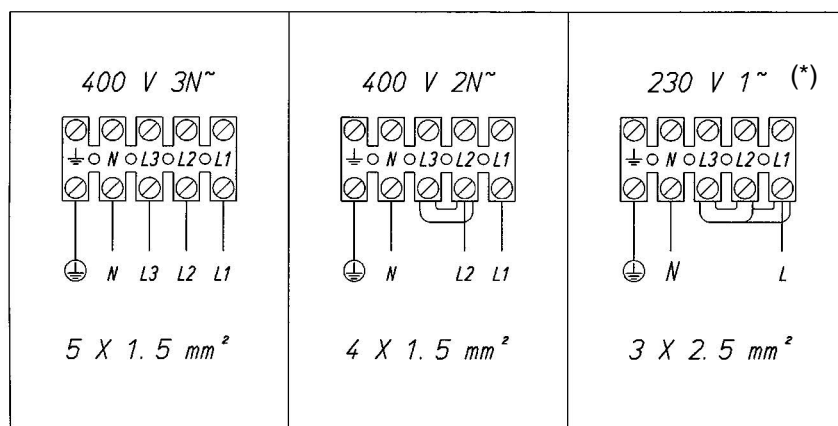 400 V 3N~
N L3 L2 L1
N L3 L2 L1
5 X 1.5 mm²
400 V 2N~
N L3 L2 L1
N L2 L1
4 X 1.5 mm²
230 V 1~ (*)
N L3 L2 L1
N L
3 X 2.5 mm²